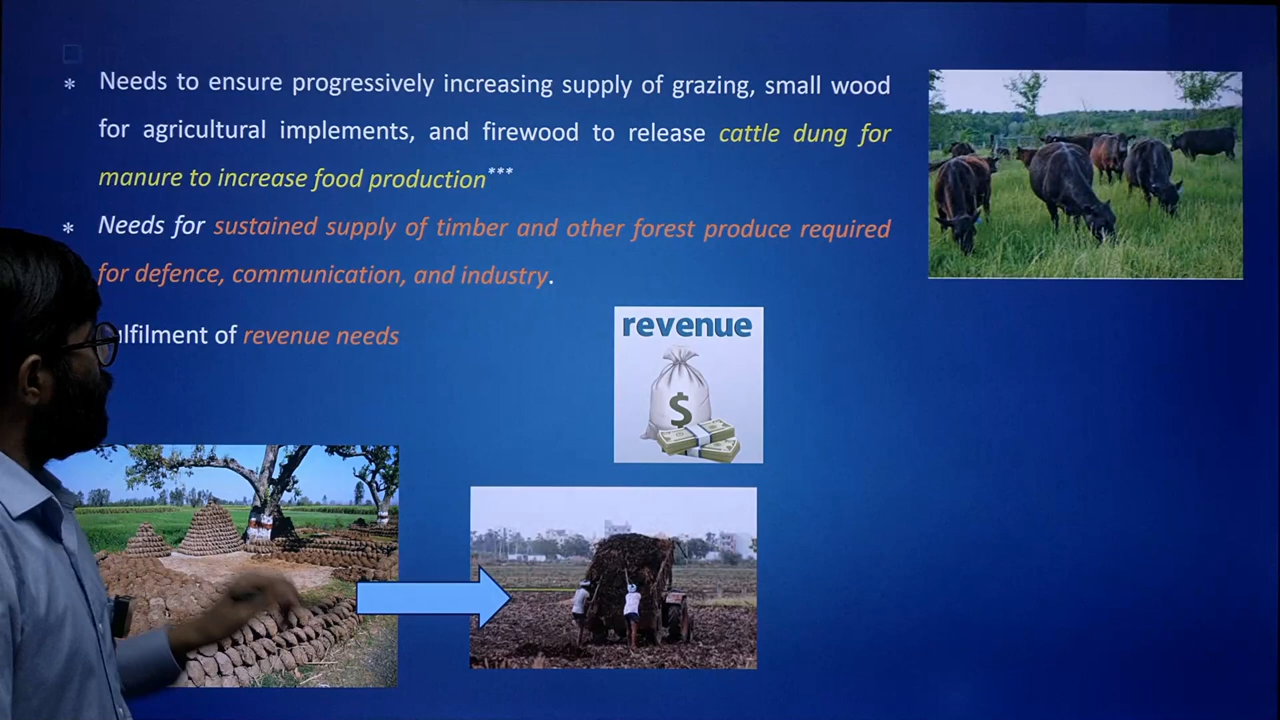 * Needs to ensure progressively increasing supply of grazing, small wood
for agricultural implements, and firewood to release cattle dung for
manure to increase food production***
* Needs for sustained supply of timber and other forest produce required
for defence, communication, and industry.
ulfilment of revenue needs
revenue
$